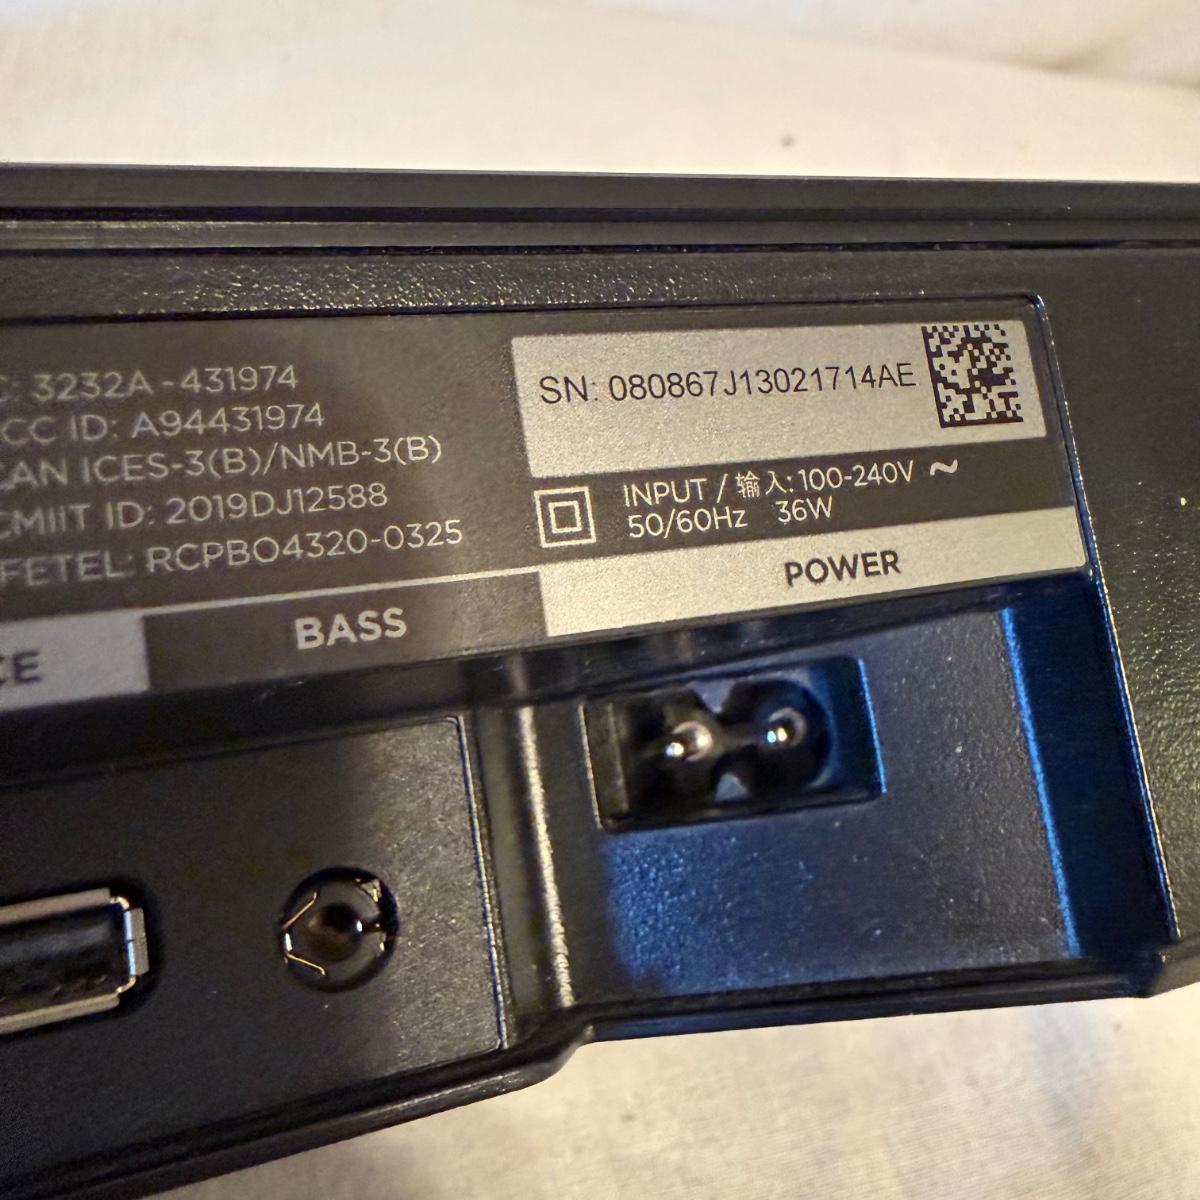 C: 3232A-431974
CC ID: A94431974
CAN ICES-3(B)/NMB-3(B)
CMIIT ID: 2019DJ12588
IFETEL: RCPBO4320-0325
SN: 080867J13021714AE
INPUT / 输入: 100-240V ~
50/60Hz 36W
CE
BASS
POWER